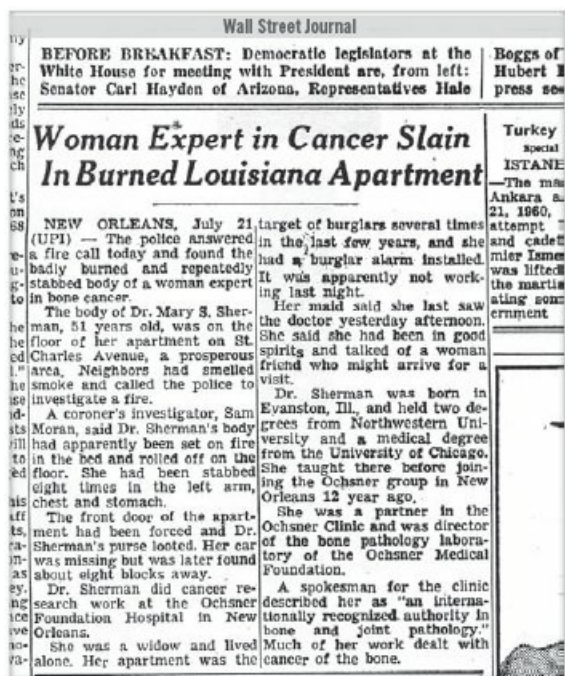 Wall Street Journal
BEFORE BREAKFAST: Democratic legislators at the
White House for meeting with President are, from left:
Senator Carl Hayden of Arizona, Representatives Hale
Boggs of
Hubert
press
Woman Expert in Cancer Slain
In Burned Louisiana Apartment
NEW ORLEANS, July 21
(UPI) — The police answered
a fire call today and found the
badly burned and repeatedly
stabbed body of a woman expert
in bone cancer.
The body of Dr. Mary S. Sher-
man, 51 years old, was on the
floor of her apartment on St.
Charles Avenue, a prosperous
area. Neighbors had smelled
smoke and called the police to
investigate a fire.
A coroner's investigator, Sam
Moran, said Dr. Sherman's body
had apparently been set on fire
in the bed and rolled off on the
floor. She had been stabbed
eight times in the left arm,
chest and stomach.
The front door of the apart-
ment had been forced and Dr.
Sherman's purse looted. Her car
was missing but was later found
about eight blocks away.
Dr. Sherman did cancer re-
search work at the Ochsner
Foundation Hospital in New
Orleans.
She was a widow and lived
alone. Her apartment was the
target of burglars several times
in the last few years, and she
had a burglar alarm installed.
It was apparently not work-
ing last night.
Her maid said she last saw
the doctor yesterday afternoon.
She said she had been in good
spirits and talked of a woman
friend who might arrive for a
visit.
Dr. Sherman was born in
Evanston, Ill., and held two de-
grees from Northwestern Uni-
versity and a medical degree
from the University of Chicago.
She taught there before join-
ing the Ochsner group in New
Orleans 12 year ago.
She was a partner in the
Ochsner Clinic and was director
of the bone pathology labora-
tory of the Ochsner Medical
Foundation.
A spokesman for the clinic
described her as "an interna-
tionally recognized authority in
bone and joint pathology."
Much of her work dealt with
cancer of the bone.
Turkey
Special
ISTANE
—The ma
Ankara a
21, 1960,
attempt
and cadet
mier Isme
was lifted
the martia
ating som
ernment